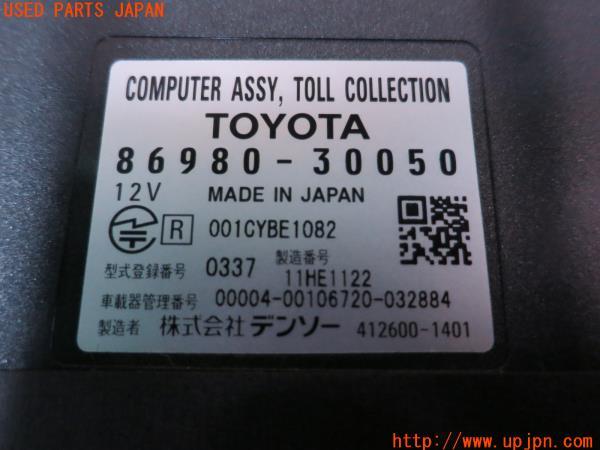 USED PARTS JAPAN
COMPUTER ASSY, TOLL COLLECTION
TOYOTA
86980-30050
12V MADE IN JAPAN
R 001CYBE1082
型式登録番号 0337 製造番号 11HE1122
車載器管理番号 00004-00106720-032884
製造者 株式会社デンソー 412600-1401
http://www.upjpn.com/